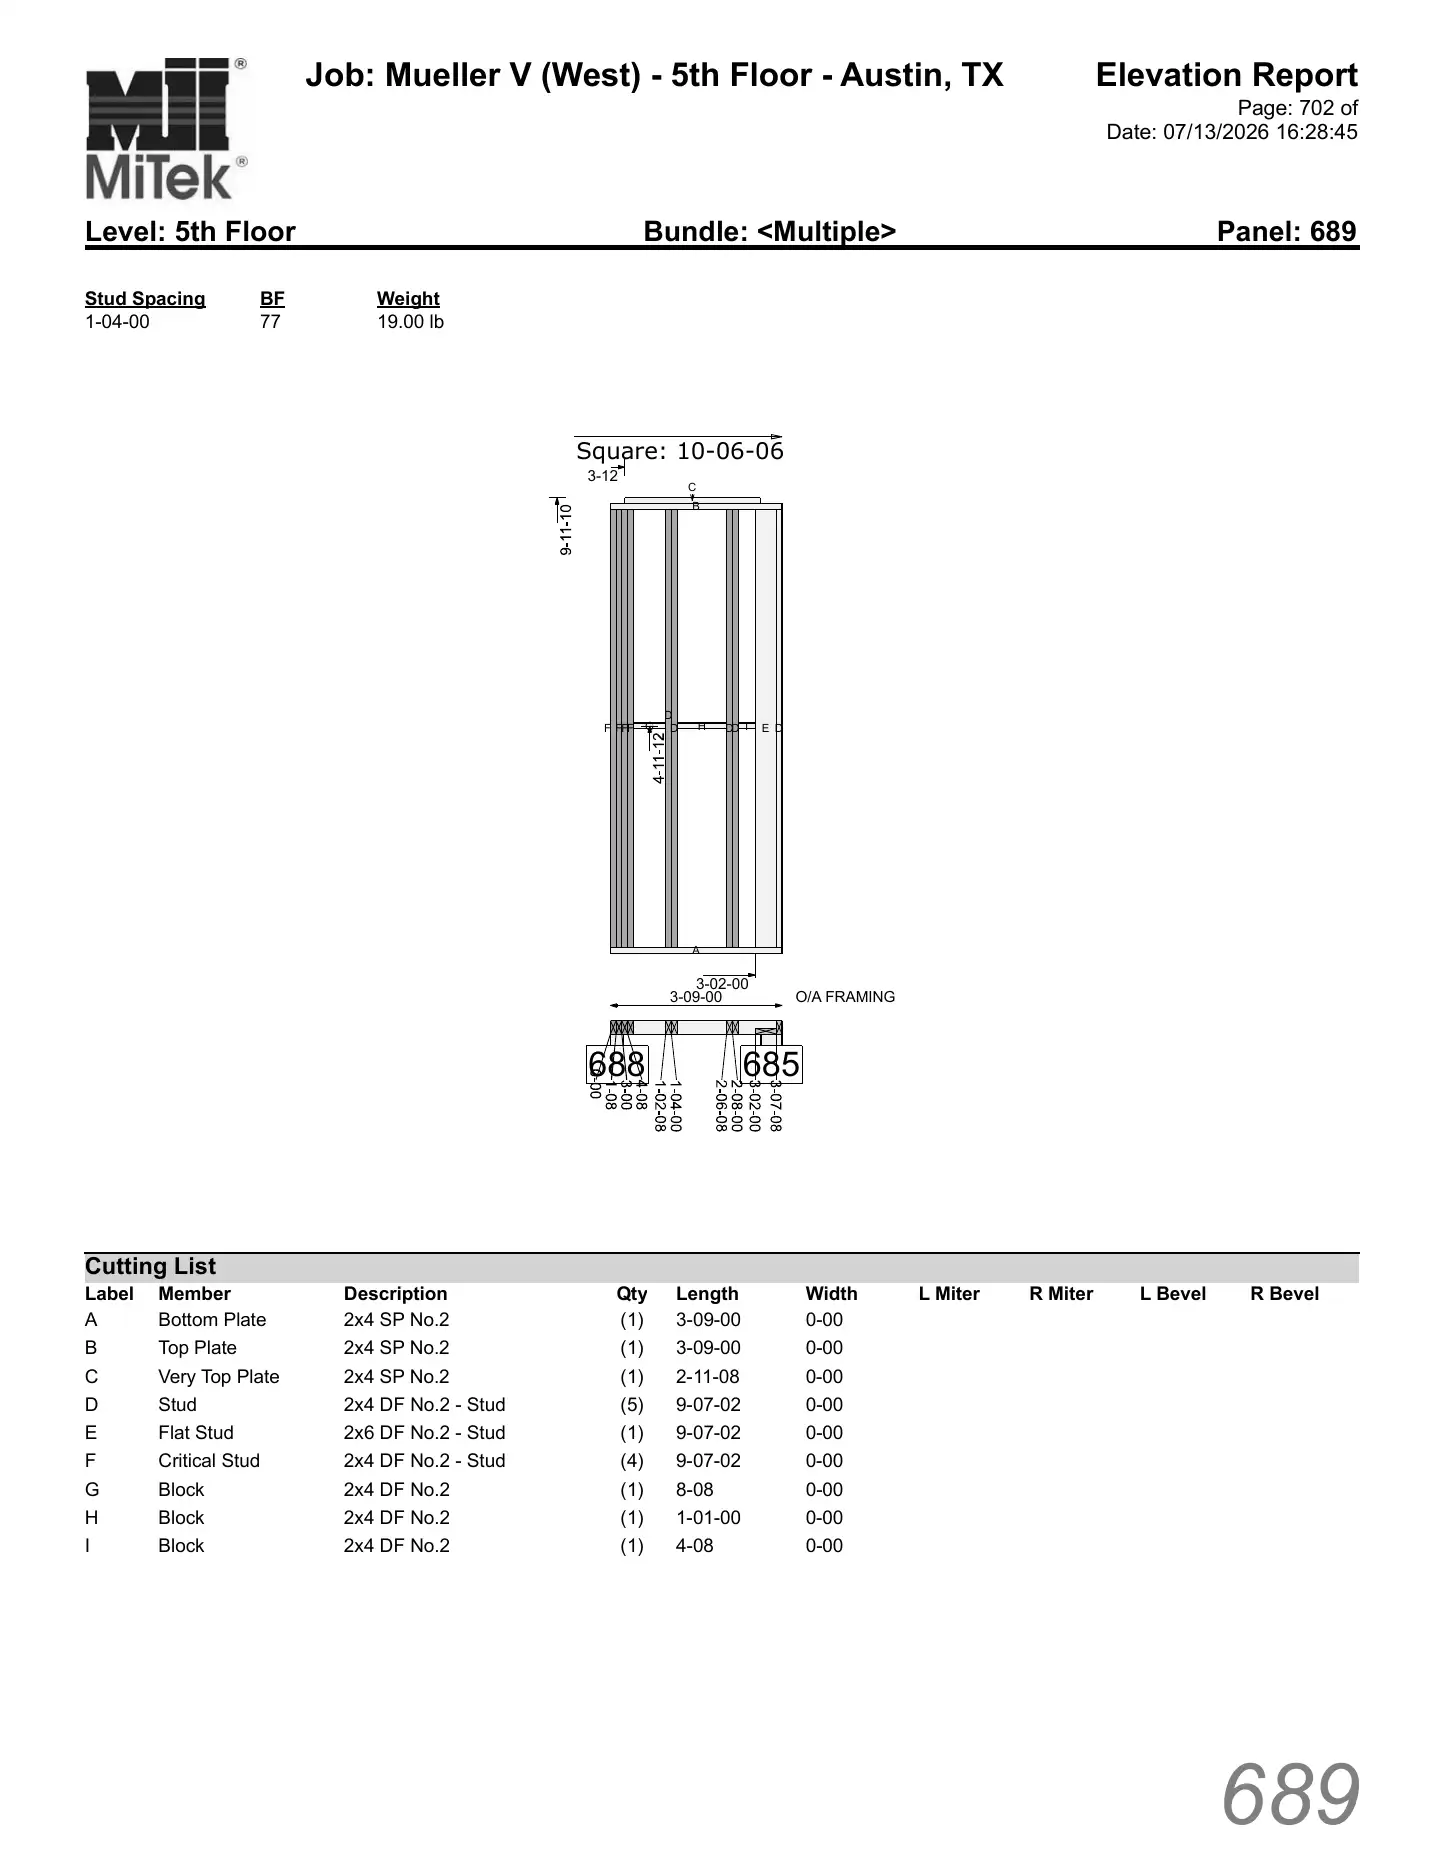 Job: Mueller V (West) - 5th Floor - Austin, TX
Elevation Report
Page: 702 of
Date: 07/13/2026 16:28:45
MiTek®
Level: 5th Floor Bundle: <Multiple> Panel: 689
Stud Spacing BF Weight
1-04-00 77 19.00 lb
Square: 10-06-06
3-12
C
B
9-11-10
D
F F F F G D H D D I E D
4-11-12
A
3-02-00
3-09-00 O/A FRAMING
688 685
1-08 3-00 4-08 1-02-08 1-04-00 2-06-08 2-08-00 3-02-00 3-07-08
Cutting List
Label Member Description Qty Length Width L Miter R Miter L Bevel R Bevel
A Bottom Plate 2x4 SP No.2 (1) 3-09-00 0-00
B Top Plate 2x4 SP No.2 (1) 3-09-00 0-00
C Very Top Plate 2x4 SP No.2 (1) 2-11-08 0-00
D Stud 2x4 DF No.2 - Stud (5) 9-07-02 0-00
E Flat Stud 2x6 DF No.2 - Stud (1) 9-07-02 0-00
F Critical Stud 2x4 DF No.2 - Stud (4) 9-07-02 0-00
G Block 2x4 DF No.2 (1) 8-08 0-00
H Block 2x4 DF No.2 (1) 1-01-00 0-00
I Block 2x4 DF No.2 (1) 4-08 0-00
689